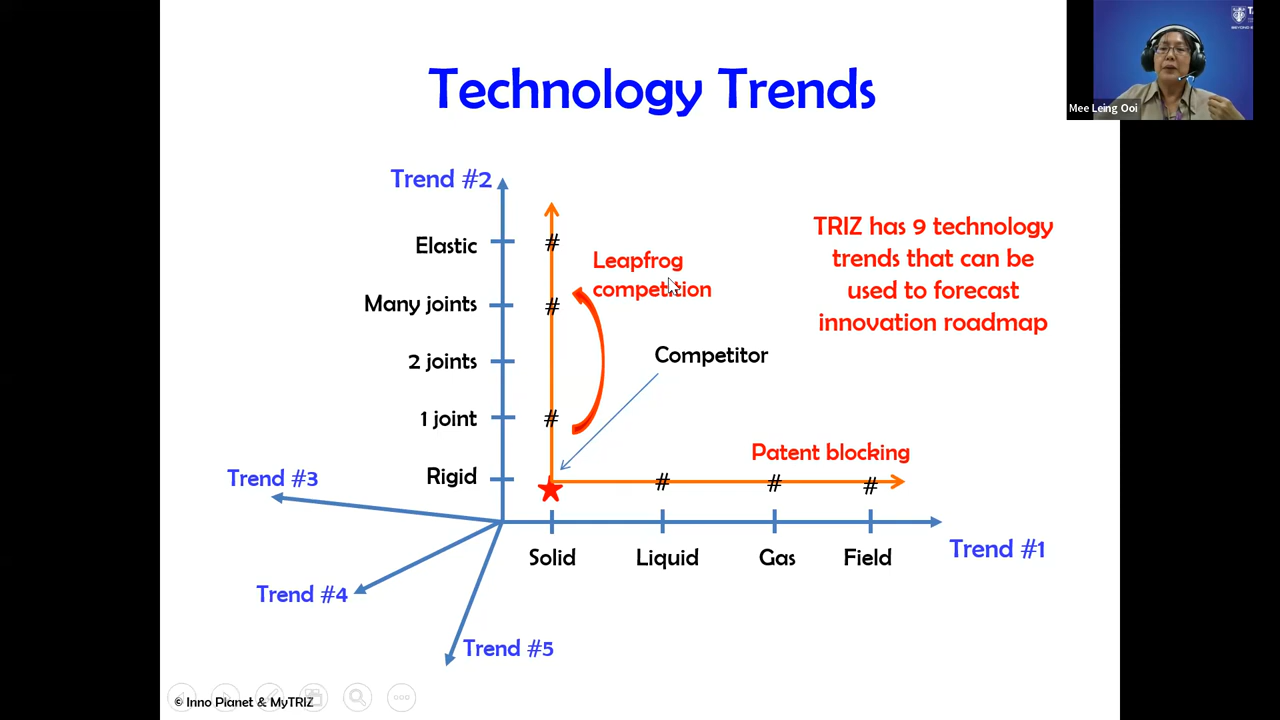 Technology Trends
Mee Leing Ooi
Trend #2
Elastic
Many joints
2 joints
1 joint
Rigid
#
#
#
Leapfrog
competition
TRIZ has 9 technology
trends that can be
used to forecast
innovation roadmap
Competitor
Patent blocking
# # #
Trend #3
Trend #4
Trend #5
Solid Liquid Gas Field
Trend #1
© Inno Planet & MyTRIZ